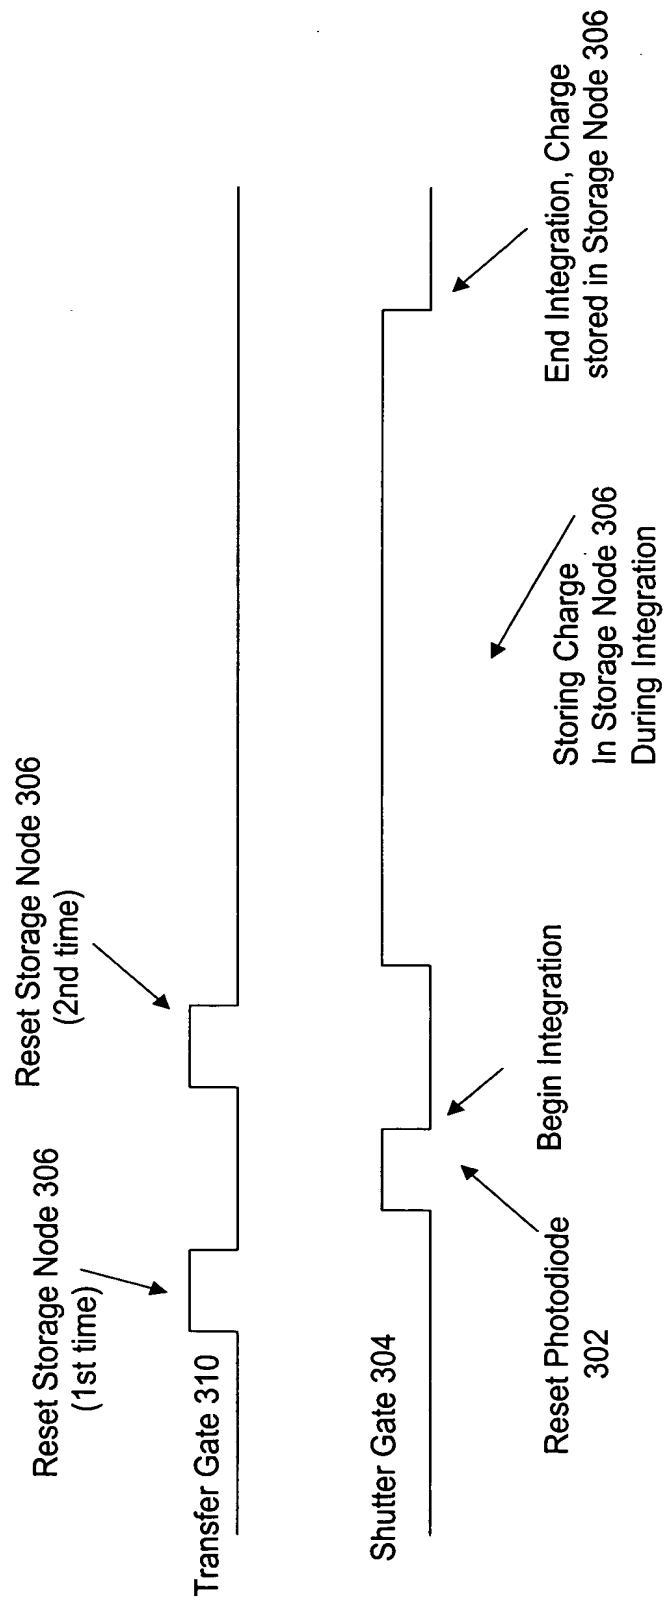 Reset Storage Node 306
(1st time)
Reset Storage Node 306
(2nd time)
Transfer Gate 310
Shutter Gate 304
Reset Photodiode
302
Begin Integration
Storing Charge
In Storage Node 306
During Integration
End Integration, Charge
stored in Storage Node 306